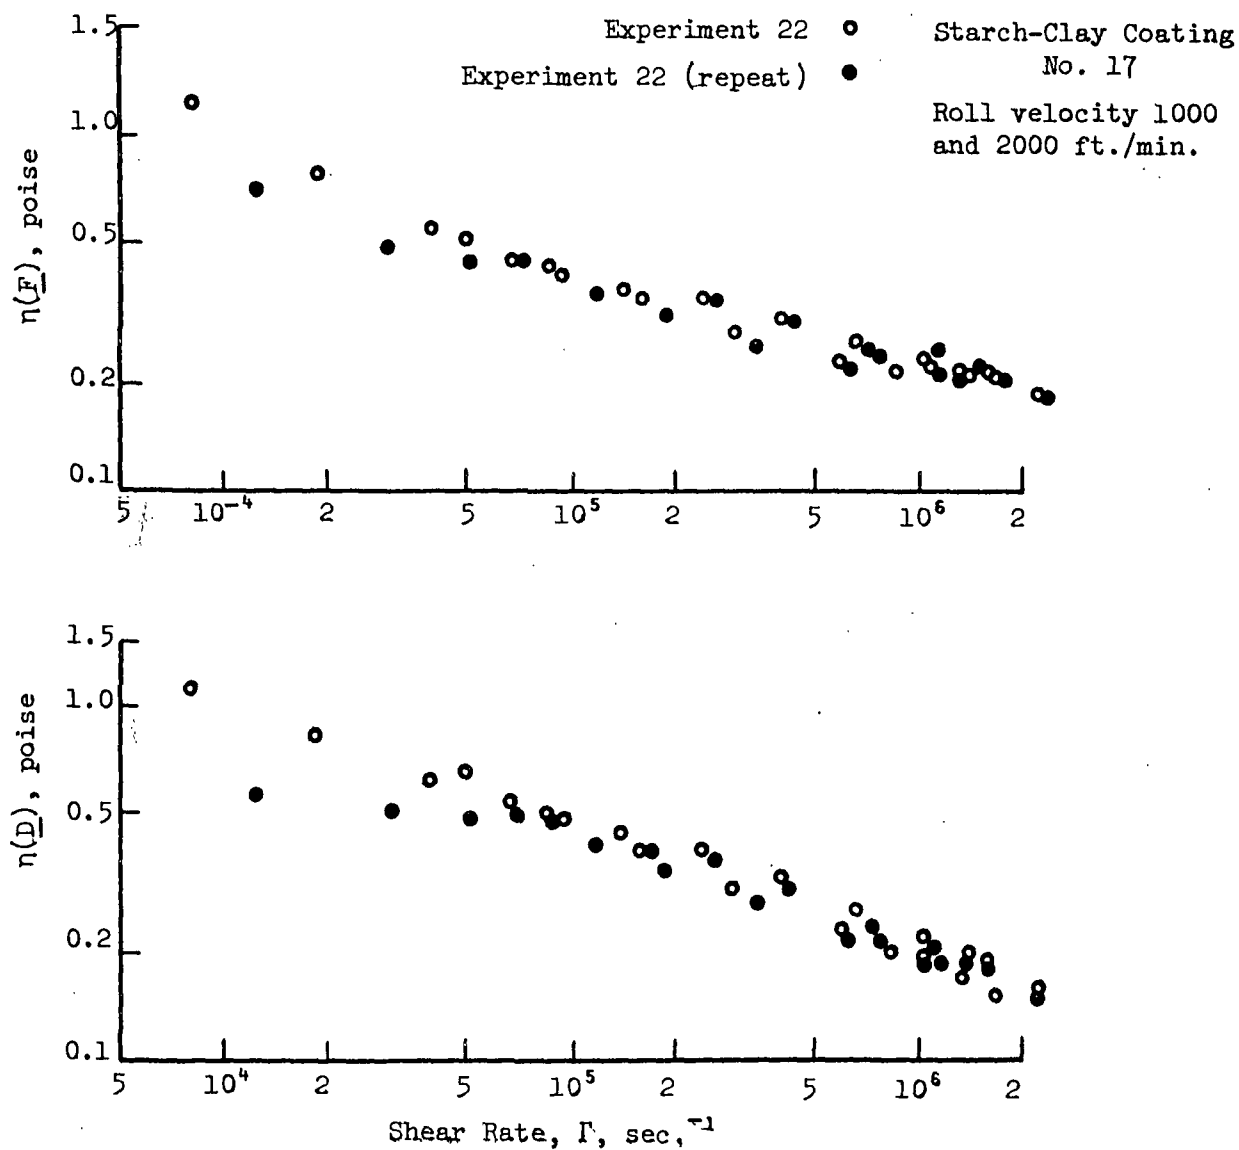 Experiment 22
Experiment 22 (repeat)
Starch-Clay Coating
No. 17
Roll velocity 1000
and 2000 ft./min.
η(F), poise
1.5
1.0
0.5
0.2
0.1
5 10⁻⁴ 2 5 10⁵ 2 5 10⁶ 2
η(D), poise
1.5
1.0
0.5
0.2
0.1
5 10⁴ 2 5 10⁵ 2 5 10⁶ 2
Shear Rate, Γ, sec.⁻¹